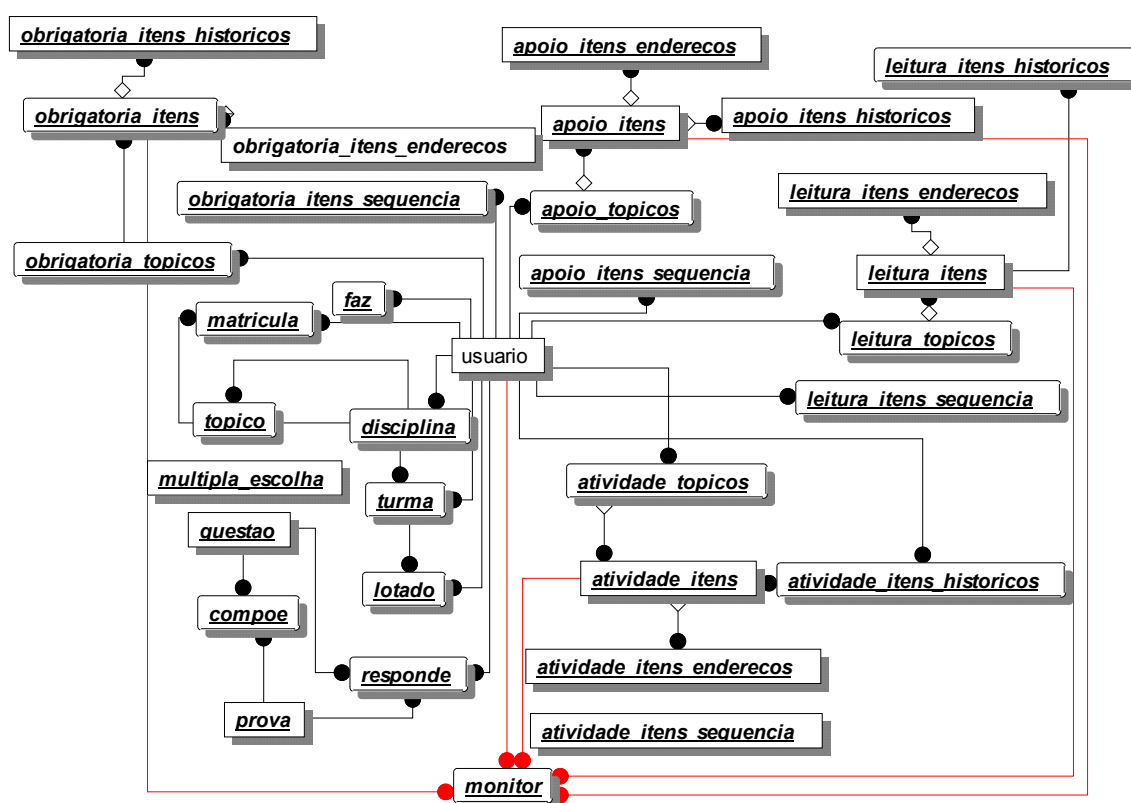 obrigatoria_itens_historicos
apoio_itens_enderecos
leitura_itens_historicos
obrigatoria_itens
apoio_itens
apoio_itens_historicos
obrigatoria_itens_enderecos
obrigatoria_itens_sequência
apoio_topicos
leitura_itens_enderecos
obrigatoria_topicos
apoio_itens_sequencia
leitura_itens
faz
matricula
usuario
leitura_topicos
leitura_itens_sequencia
topico
disciplina
multipla_escolha
atividade_topicos
turma
questao
lotado
atividade_itens
atividade_itens_historicos
compoe
responde
atividade_itens_enderecos
prova
atividade_itens_sequencia
monitor